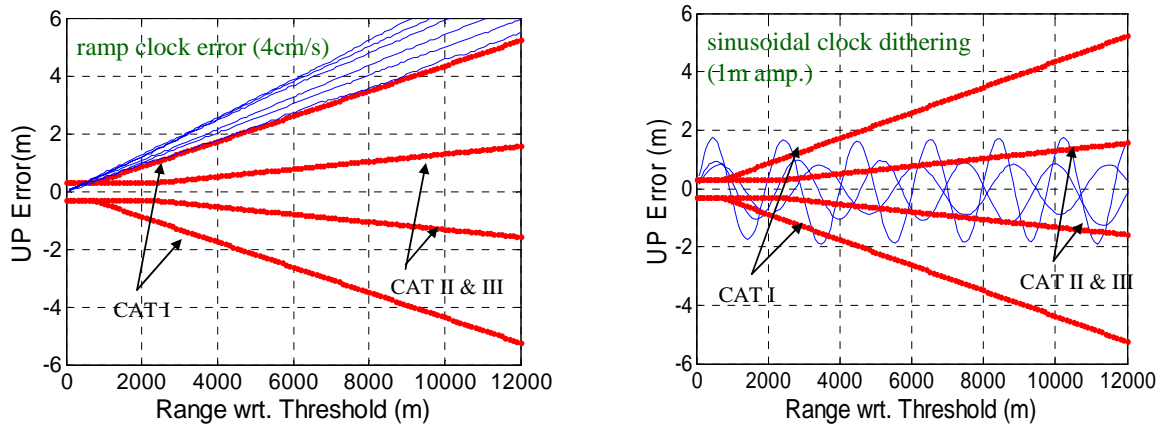 6
4
2
0
-2
-4
-6
0 2000 4000 6000 8000 10000 12000
UP Error(m)
Range wrt. Threshold (m)
ramp clock error (4cm/s)
CAT I
CAT II & III
6
4
2
0
-2
-4
-6
0 2000 4000 6000 8000 10000 12000
UP Error (m)
Range wrt. Threshold (m)
sinusoidal clock dithering
(1m amp.)
CAT I
CAT II & III